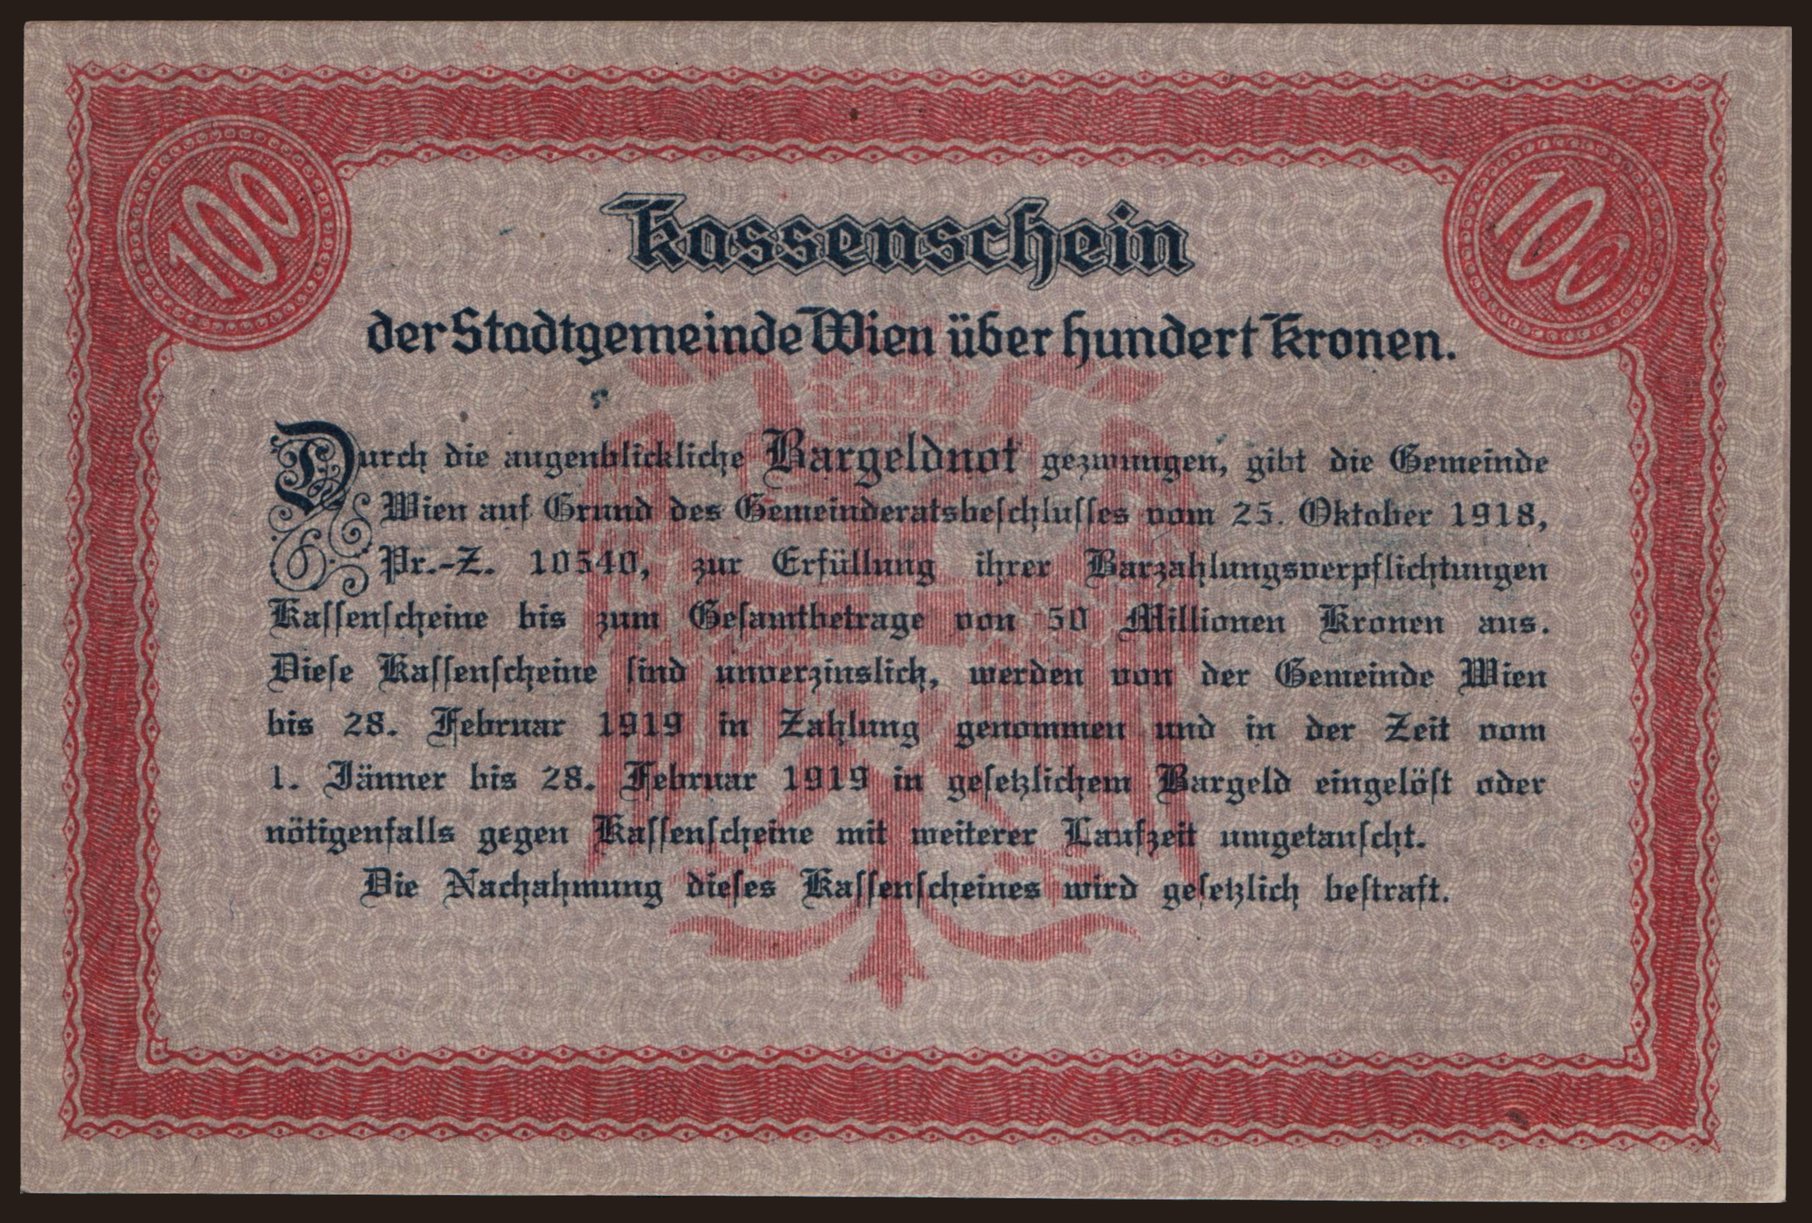 100
100
Kassenschein
der Stadtgemeinde Wien über hundert Kronen.
Durch die augenblickliche Bargeldnot gezwungen, gibt die Gemeinde
Wien auf Grund des Gemeinderatsbeschlusses vom 25. Oktober 1918,
Pr.-Z. 10540, zur Erfüllung ihrer Barzahlungsverpflichtungen
Kassenscheine bis zum Gesamtbetrage von 50 Millionen Kronen aus.
Diese Kassenscheine sind unverzinslich, werden von der Gemeinde Wien
bis 28. Februar 1919 in Zahlung genommen und in der Zeit vom
1. Jänner bis 28. Februar 1919 in gesetzlichem Bargeld eingelöst oder
nötigenfalls gegen Kassenscheine mit weiterer Laufzeit umgetauscht.
Die Nachahmung dieses Kassenscheines wird gesetzlich bestraft.